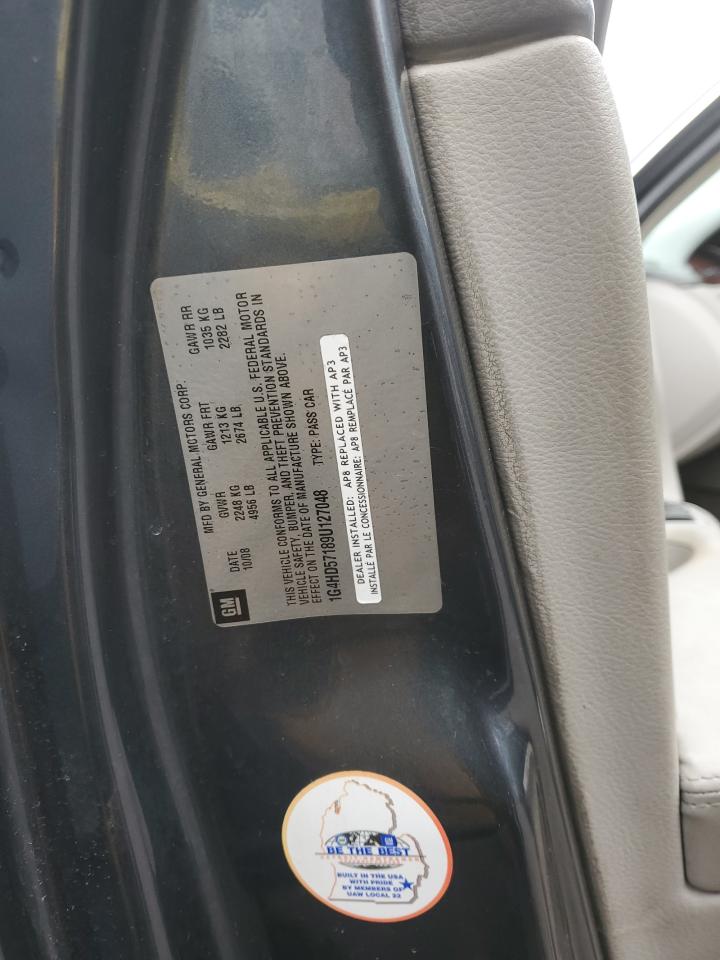 MFD BY GENERAL MOTORS CORP.
DATE GVWR GAWR FRT GAWR RR
10/08 2248 KG 1213 KG 1035 KG
4956 LB 2674 LB 2282 LB
GM
THIS VEHICLE CONFORMS TO ALL APPLICABLE U.S. FEDERAL MOTOR
VEHICLE SAFETY, BUMPER, AND THEFT PREVENTION STANDARDS IN
EFFECT ON THE DATE OF MANUFACTURE SHOWN ABOVE.
1G4HD57189U127048 TYPE: PASS CAR
DEALER INSTALLED: AP8 REPLACED WITH AP3
INSTALLÉ PAR LE CONCESSIONNAIRE: AP8 REMPLACÉ PAR AP3
GM
BE THE BEST
BUILT IN THE USA
WITH PRIDE
BY MEMBERS OF
UAW LOCAL 22